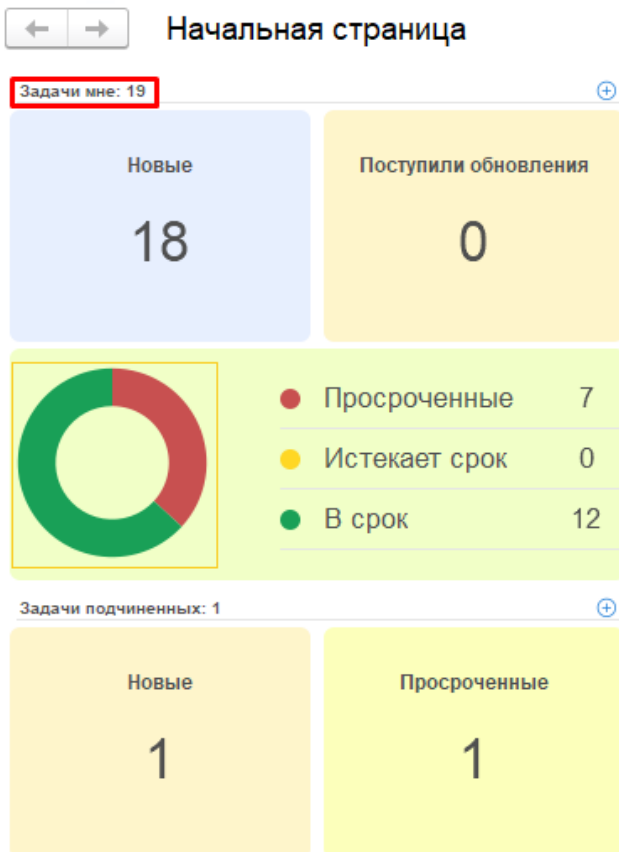 Начальная страница
Задачи мне: 19
Новые
Поступили обновления
18
0
Просроченные 7
Истекает срок 0
В срок 12
Задачи подчиненных: 1
Новые
Просроченные
1
1